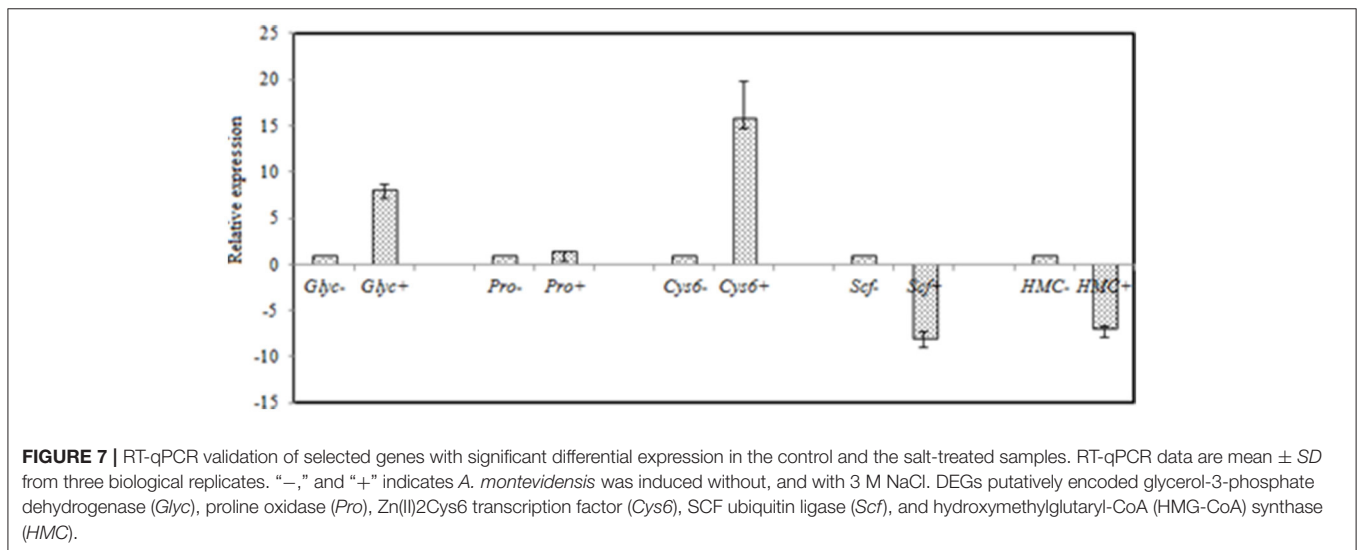 25
20
15
10
5
0
-5
-10
-15
Relative expression
Glyc- Glyc+ Pro- Pro+ Cys6- Cys6+ Scf- Scf+ HMC- HMC+
FIGURE 7 | RT-qPCR validation of selected genes with significant differential expression in the control and the salt-treated samples. RT-qPCR data are mean ± SD
from three biological replicates. “−,” and “+” indicates A. montevidensis was induced without, and with 3 M NaCl. DEGs putatively encoded glycerol-3-phosphate
dehydrogenase (Glyc), proline oxidase (Pro), Zn(II)2Cys6 transcription factor (Cys6), SCF ubiquitin ligase (Scf), and hydroxymethylglutaryl-CoA (HMG-CoA) synthase
(HMC).